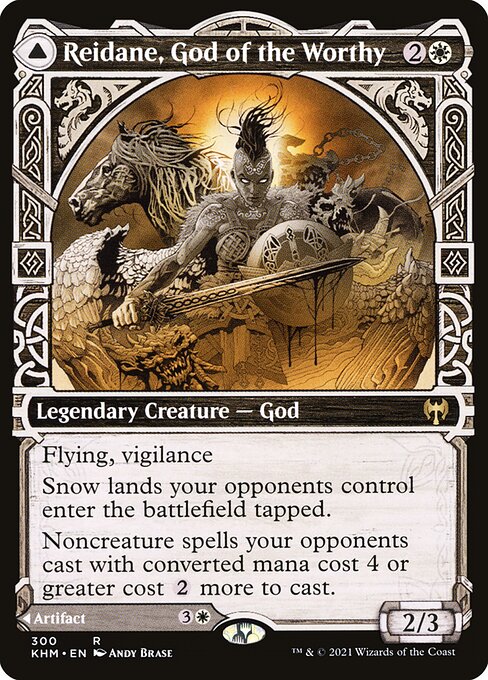 Reidane, God of the Worthy 2
Legendary Creature — God
Flying, vigilance
Snow lands your opponents control
enter the battlefield tapped.
Noncreature spells your opponents
cast with converted mana cost 4 or
greater cost 2 more to cast.
Artifact 3
2/3
300 R
KHM • EN ANDY BRASE
™ & © 2021 Wizards of the Coast